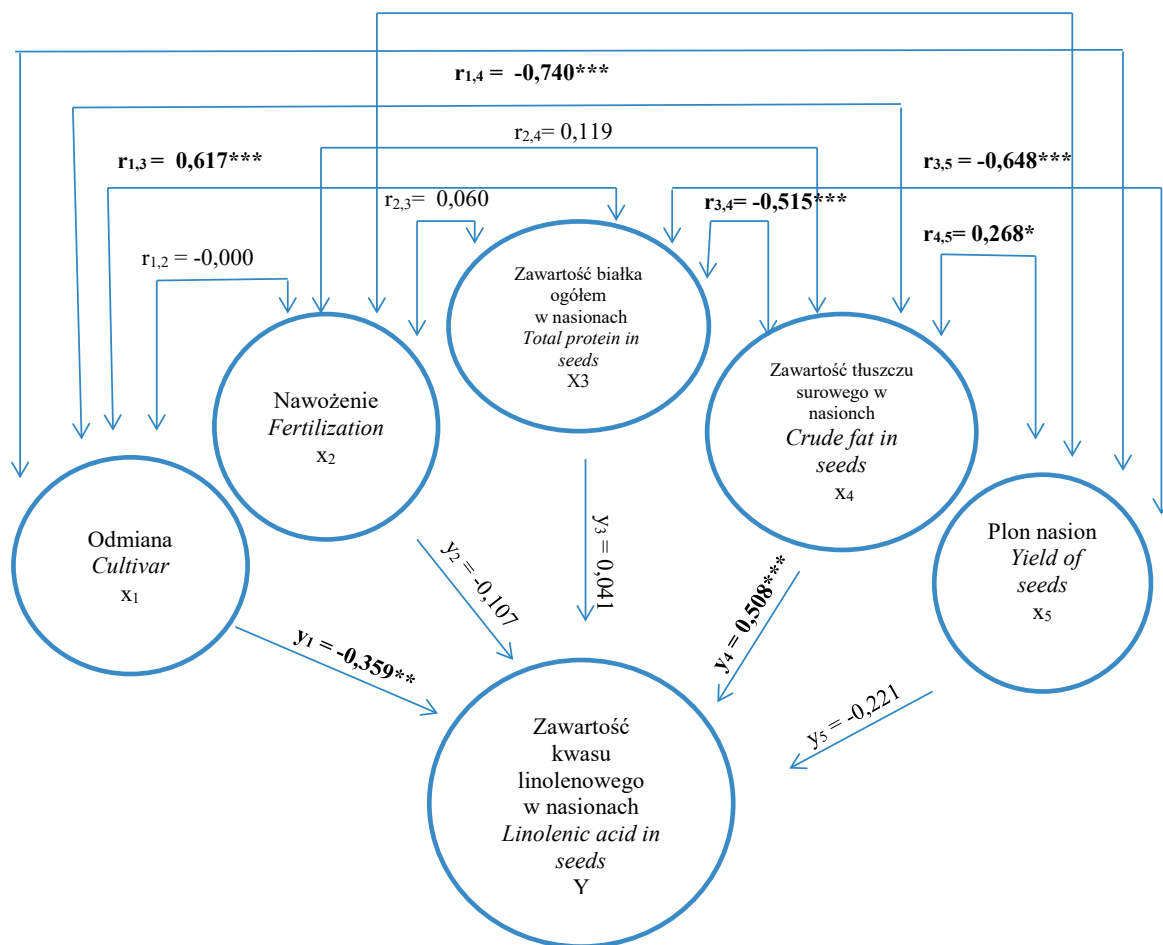 r1,4 = -0,740***
r2,4= 0,119
r1,3 = 0,617***
r3,5= -0,648***
r2,3= 0,060
r3,4= -0,515***
r4,5= 0,268*
r1,2 = -0,000
Zawartość białka
ogółem
w nasionach
Total protein in
seeds
X3
Zawartość tłuszczu
surowego w
nasionch
Crude fat in
seeds
x4
Nawożenie
Fertilization
x2
Odmiana
Cultivar
x1
Plon nasion
Yield of
seeds
x5
y1 = -0,359**
y2 = -0,107
y3 = 0,041
y4 = 0,508***
y5 = -0,221
Zawartość
kwasu
linolenowego
w nasionach
Linolenic acid in
seeds
Y